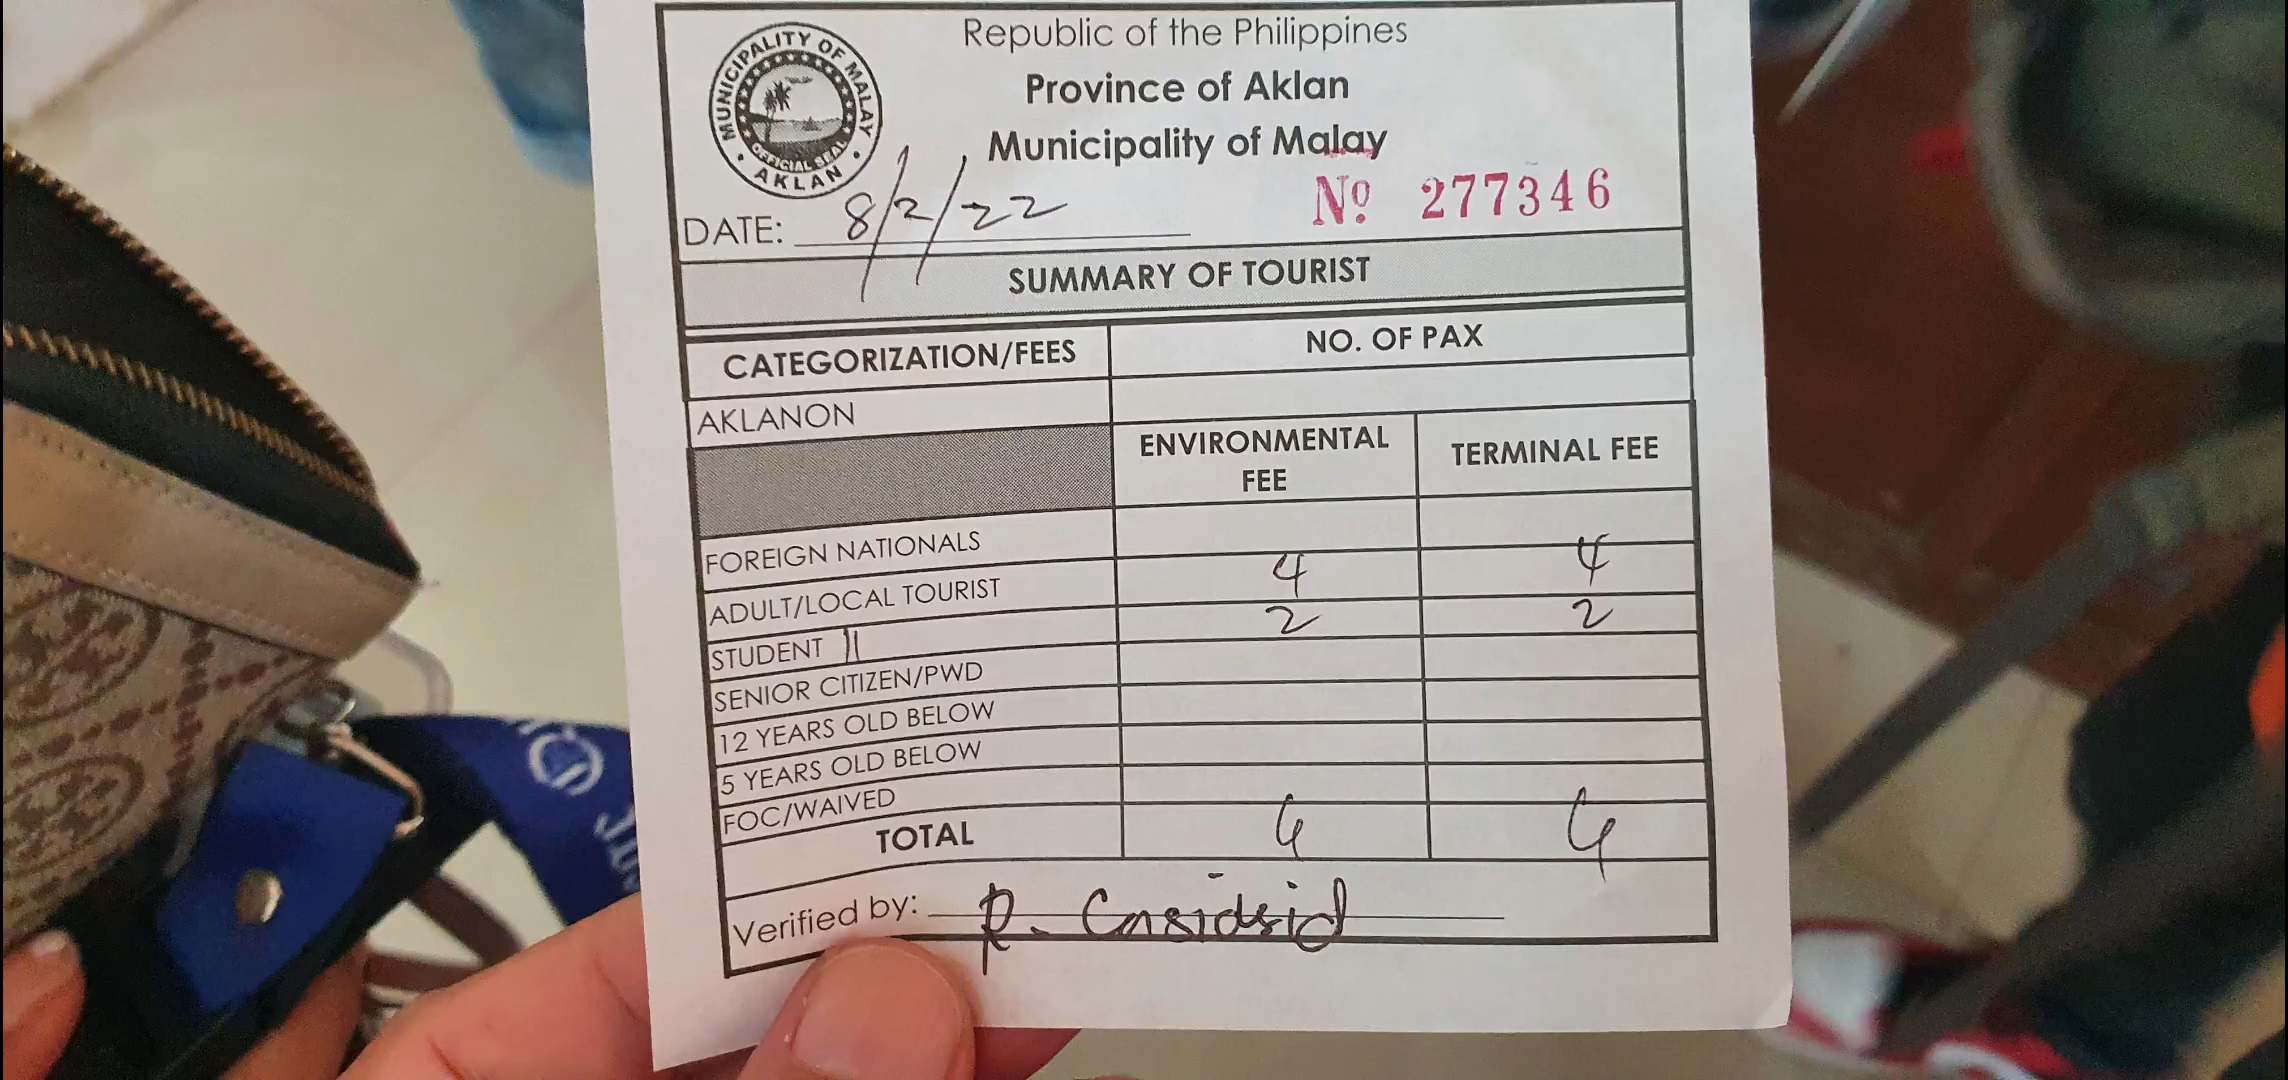 MUNICIPALITY OF MALAY
OFFICIAL SEAL
AKLAN
Republic of the Philippines
Province of Aklan
Municipality of Malay
Nº 277346
DATE: 8/2/22
SUMMARY OF TOURIST
CATEGORIZATION/FEES NO. OF PAX
AKLANON
ENVIRONMENTAL FEE TERMINAL FEE
FOREIGN NATIONALS
ADULT/LOCAL TOURIST 4 4
STUDENT 11 2 2
SENIOR CITIZEN/PWD
12 YEARS OLD BELOW
5 YEARS OLD BELOW
FOC/WAIVED
TOTAL 6 6
Verified by: R. Casidsid